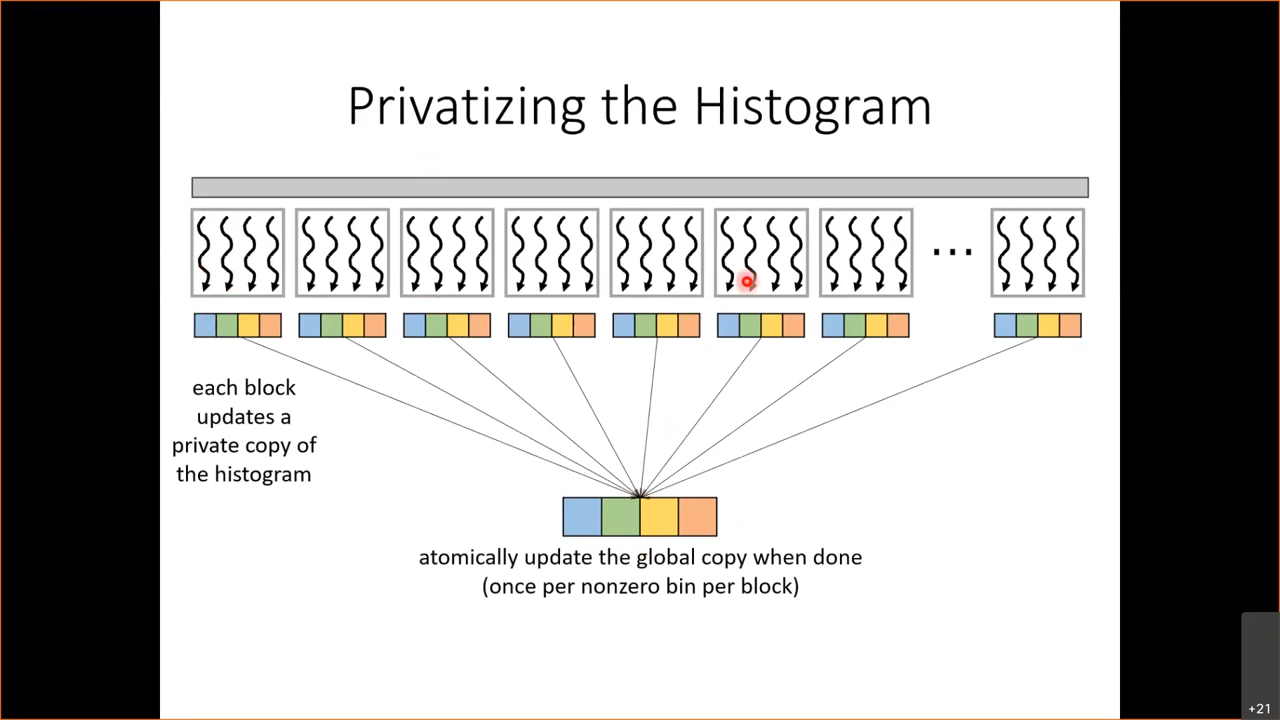 Privatizing the Histogram
...
each block
updates a
private copy of
the histogram
atomically update the global copy when done
(once per nonzero bin per block)
+21